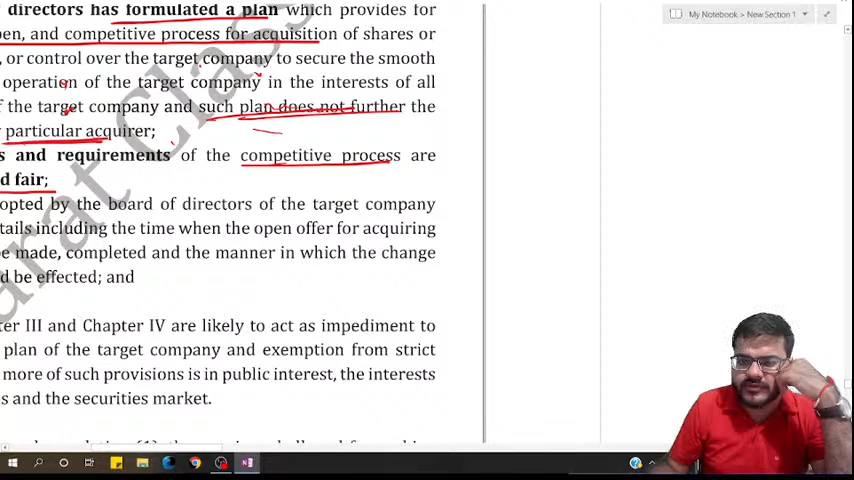 My Notebook » New Section 1
directors has formulated a plan which provides for
en, and competitive process for acquisition of shares or
, or control over the target company to secure the smooth
operation of the target company in the interests of all
f the target company and such plan does not further the
particular acquirer;
s and requirements of the competitive process are
d fair;
opted by the board of directors of the target company
tails including the time when the open offer for acquiring
e made, completed and the manner in which the change
d be effected; and
ter III and Chapter IV are likely to act as impediment to
plan of the target company and exemption from strict
more of such provisions is in public interest, the interests
s and the securities market.
arat Class